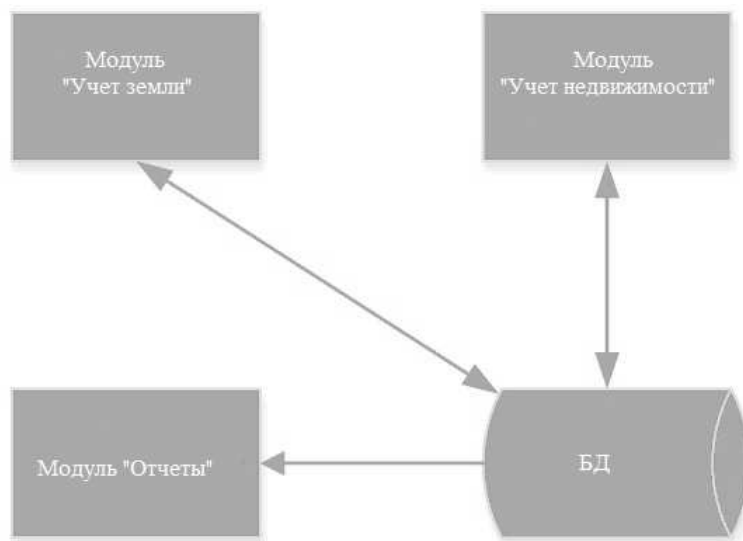 Модуль
"Учет земли"
Модуль
"Учет недвижимости"
Модуль "Отчеты"
БД